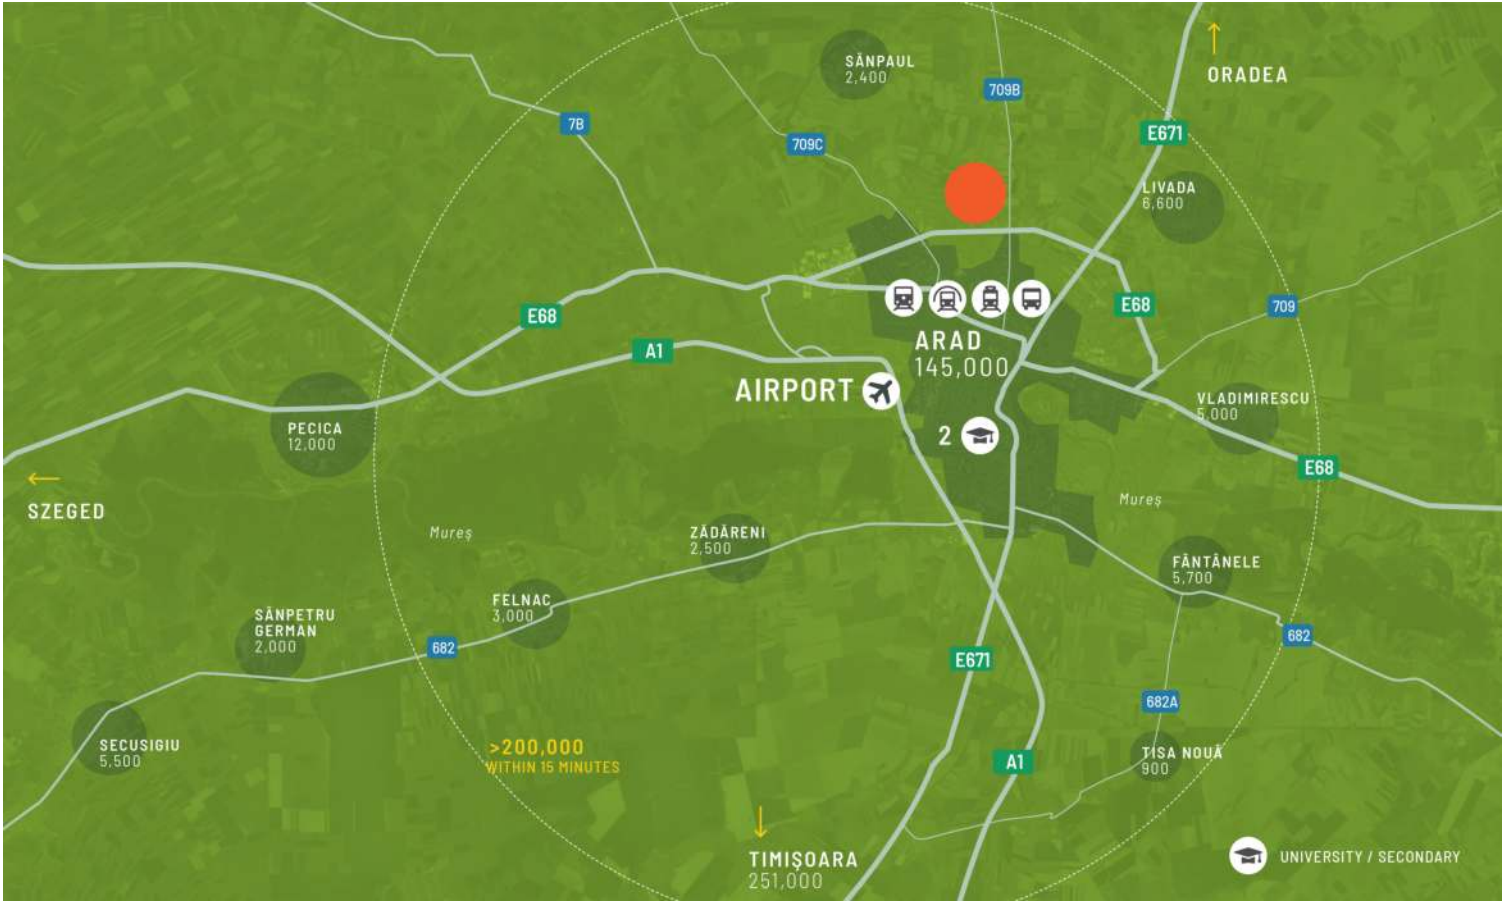 SÂNPAUL
2,400
709B
ORADEA
7B
E671
709C
LIVADA
6,600
E68
E68
709
A1
ARAD
145,000
AIRPORT
VLADIMIRESCU
5,000
PECICA
12,000
2
E68
SZEGED
Mureș
Mureș
ZĂDĂRENI
2,500
FÂNTÂNELE
5,700
FELNAC
3,000
SÂNPETRU
GERMAN
2,000
682
682
E671
682A
SECUSIGIU
5,500
>200,000
WITHIN 15 MINUTES
TISA NOUĂ
900
A1
TIMIŞOARA
251,000
UNIVERSITY / SECONDARY